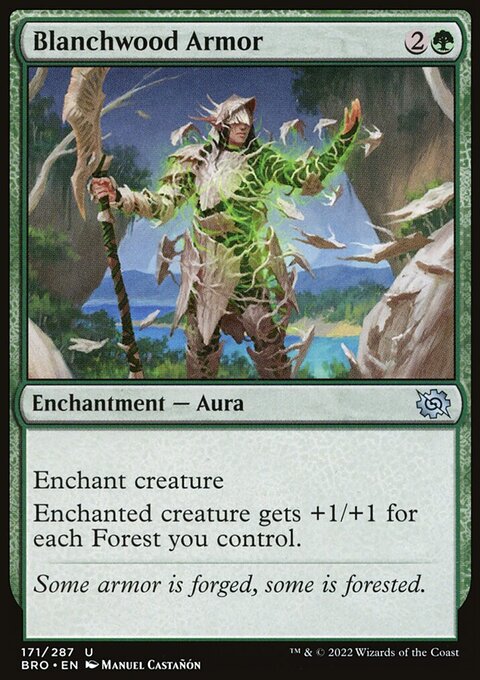 Blanchwood Armor 2
Enchantment — Aura
Enchant creature
Enchanted creature gets +1/+1 for
each Forest you control.
Some armor is forged, some is forested.
171/287 U
BRO • EN Manuel Castañón
™ & © 2022 Wizards of the Coast